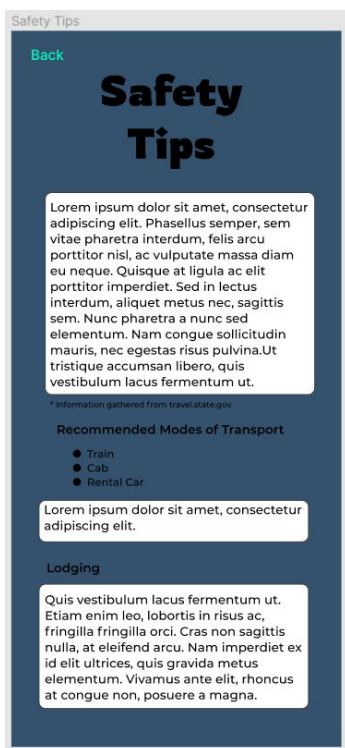 Safety Tips
Back
Safety
Tips
Lorem ipsum dolor sit amet, consectetur
adipiscing elit. Phasellus semper, sem
vitae pharetra interdum, felis arcu
porttitor nisl, ac vulputate massa diam
eu neque. Quisque at ligula ac elit
porttitor imperdiet. Sed in lectus
interdum, aliquet metus nec, sagittis
sem. Nunc pharetra a nunc sed
elementum. Nam congue sollicitudin
mauris, nec egestas risus pulvina.Ut
tristique accumsan libero, quis
vestibulum lacus fermentum ut.
* Information gathered from travel.state.gov
Recommended Modes of Transport
● Train
● Cab
● Rental Car
Lorem ipsum dolor sit amet, consectetur
adipiscing elit.
Lodging
Quis vestibulum lacus fermentum ut.
Etiam enim leo, lobortis in risus ac,
fringilla fringilla orci. Cras non sagittis
nulla, at eleifend arcu. Nam imperdiet ex
id elit ultrices, quis gravida metus
elementum. Vivamus ante elit, rhoncus
at congue non, posuere a magna.